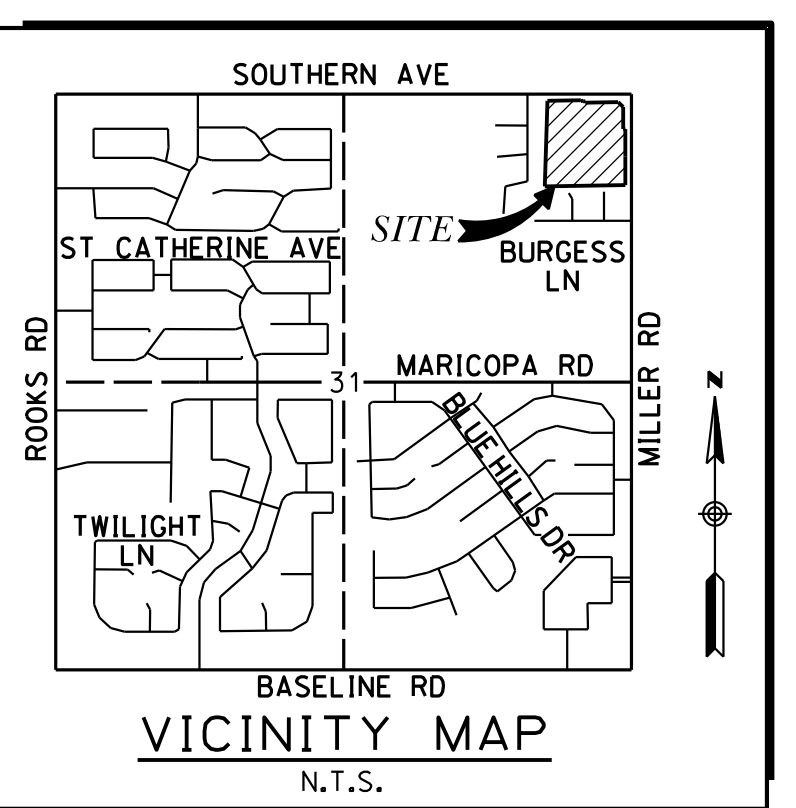 SOUTHERN AVE
SITE
ST CATHERINE AVE
BURGESS
LN
ROOKS RD
MILLER RD
MARICOPA RD
31
N
BLUE HILLS DR
TWILIGHT
LN
BASELINE RD
VICINITY MAP
N.T.S.